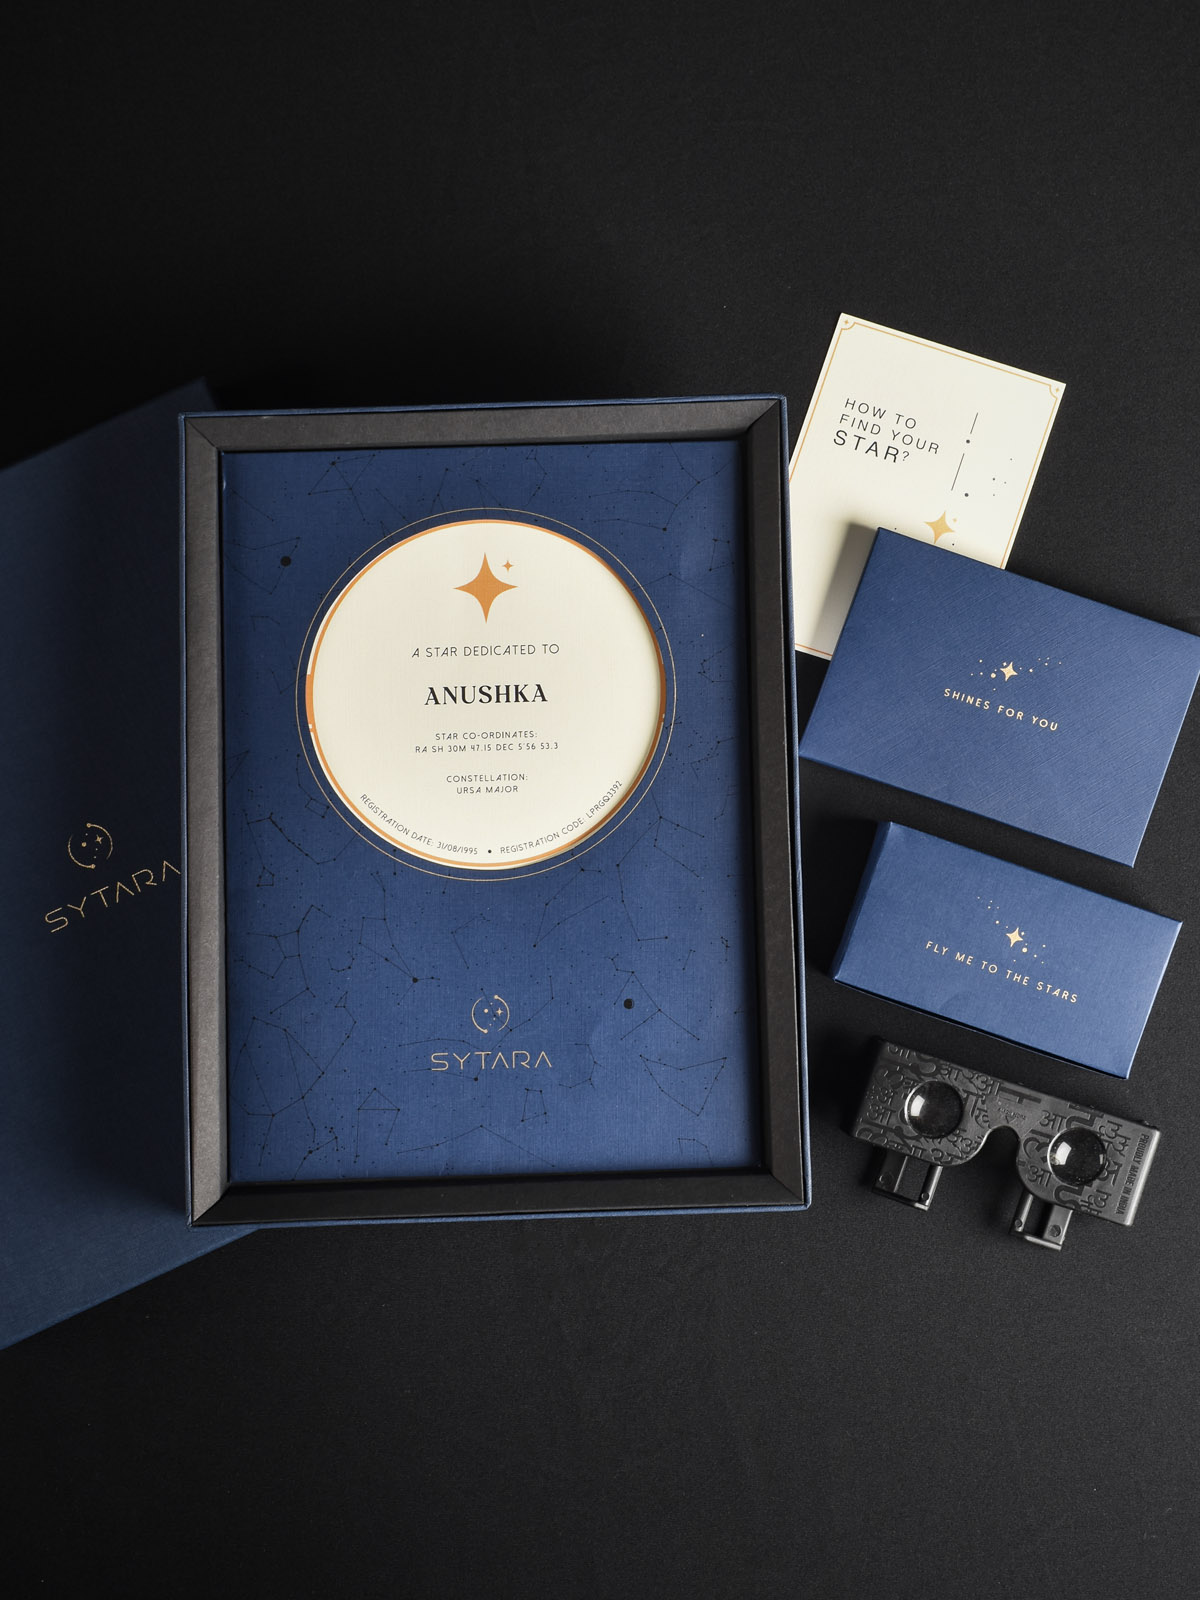 SYTARA
A STAR DEDICATED TO
ANUSHKA
STAR CO-ORDINATES:
RA 5H 30M 47.15 DEC 5'56 53.3
CONSTELLATION:
URSA MAJOR
REGISTRATION DATE: 31/08/1995 • REGISTRATION CODE: LPRGQ3392
SYTARA
HOW TO
FIND YOUR
STAR?
SHINES FOR YOU
FLY ME TO THE STARS
PROUDLY MADE IN INDIA